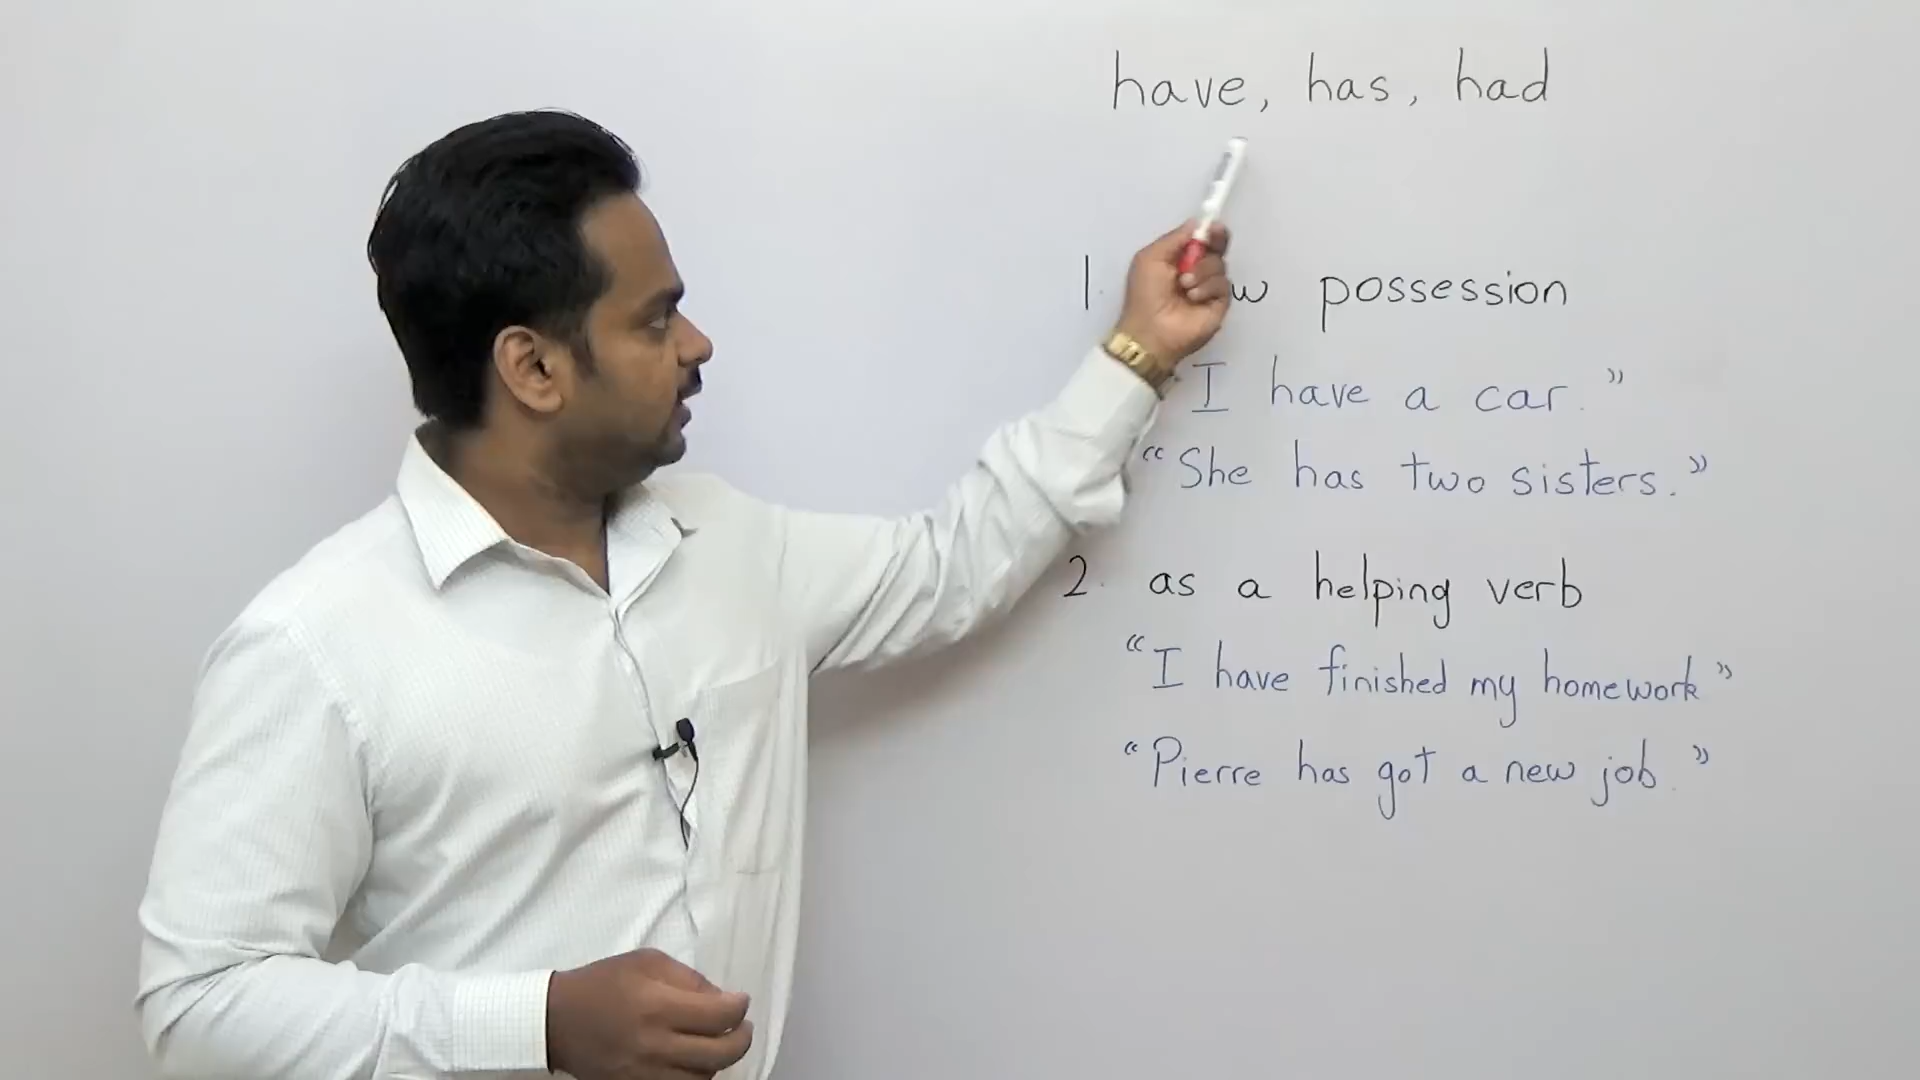 have, has, had
1. possession
"I have a car."
"She has two sisters."
2. as a helping verb
"I have finished my homework"
"Pierre has got a new job."